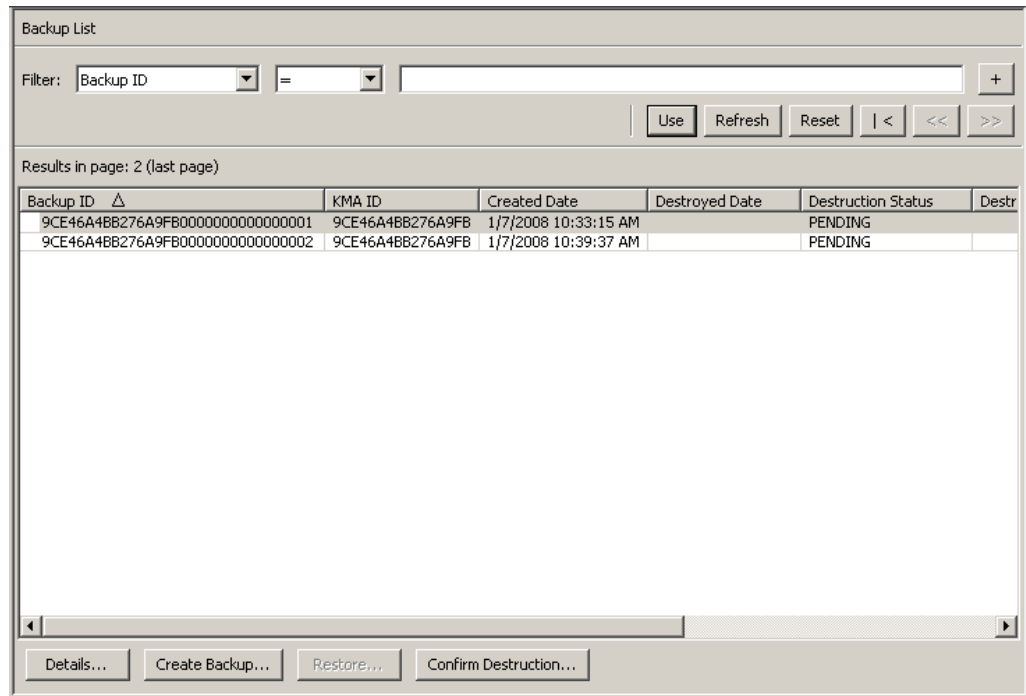 Backup List
Filter: Backup ID = +
Use Refresh Reset |< << >>
Results in page: 2 (last page)
Backup ID KMA ID Created Date Destroyed Date Destruction Status Destr
9CE46A4BB276A9FB0000000000000001 9CE46A4BB276A9FB 1/7/2008 10:33:15 AM PENDING
9CE46A4BB276A9FB0000000000000002 9CE46A4BB276A9FB 1/7/2008 10:39:37 AM PENDING
Details... Create Backup... Restore... Confirm Destruction...